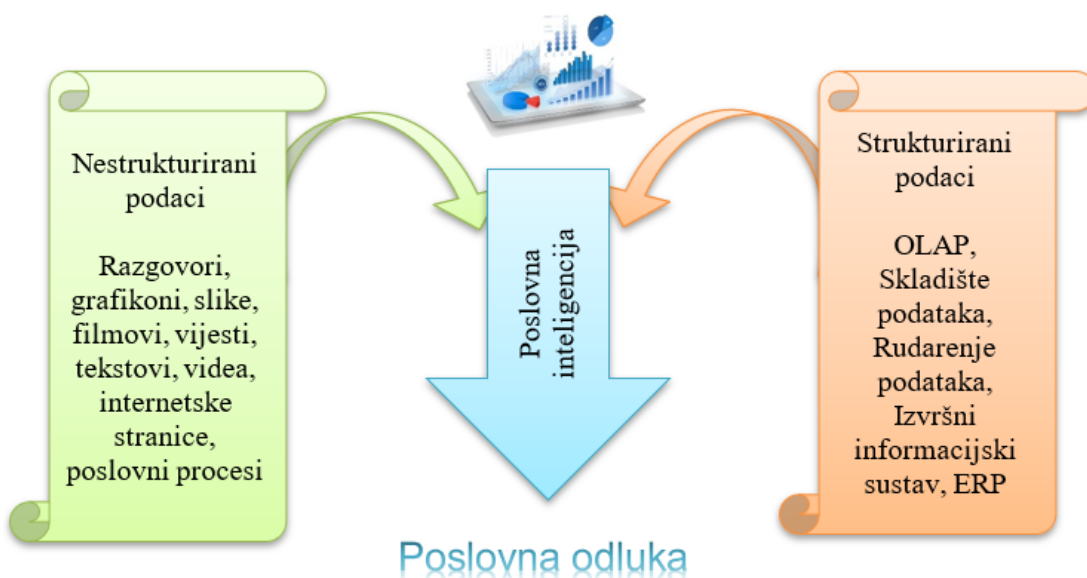 Nestrukturirani
podaci
Razgovori,
grafikoni, slike,
filmovi, vijesti,
tekstovi, videa,
internetske
stranice,
poslovni procesi
Poslovna
inteligencija
Strukturirani
podaci
OLAP,
Skladište
podataka,
Rudarenje
podataka,
Izvršni
informacijski
sustav, ERP
Poslovna odluka